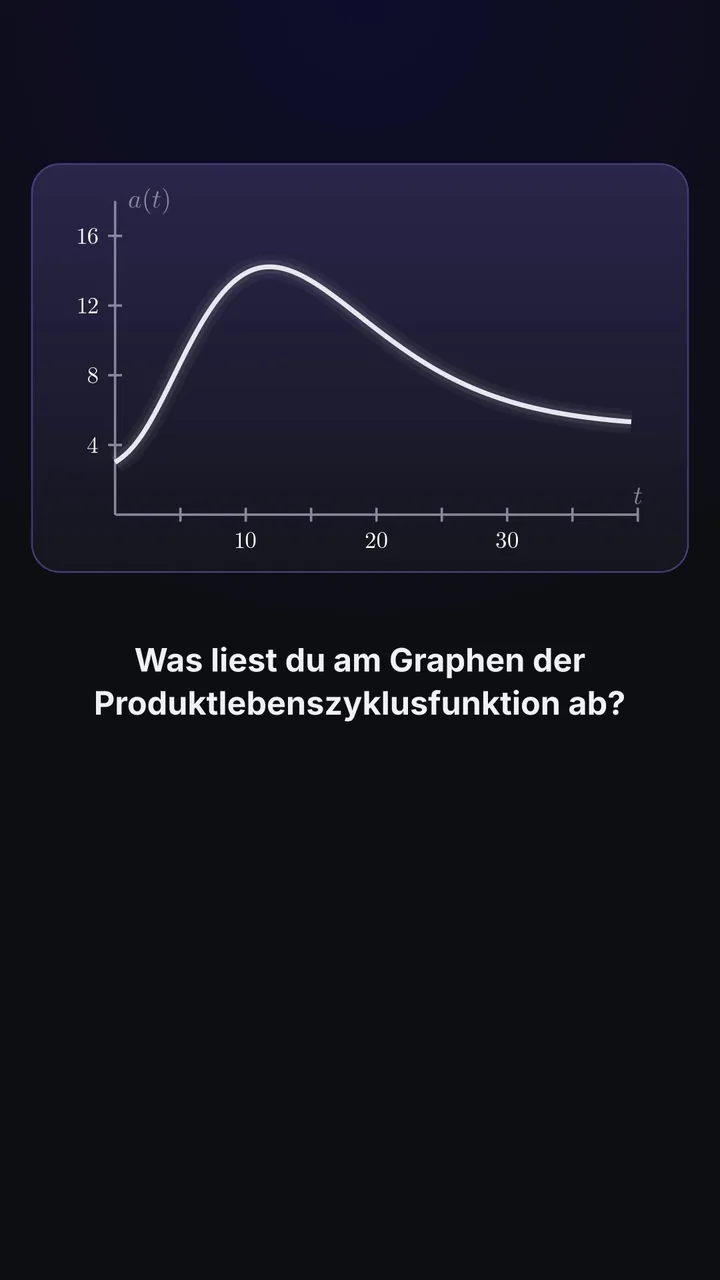 a(t)
16
12
8
4
t
10 20 30
Was liest du am Graphen der
Produktlebenszyklusfunktion ab?